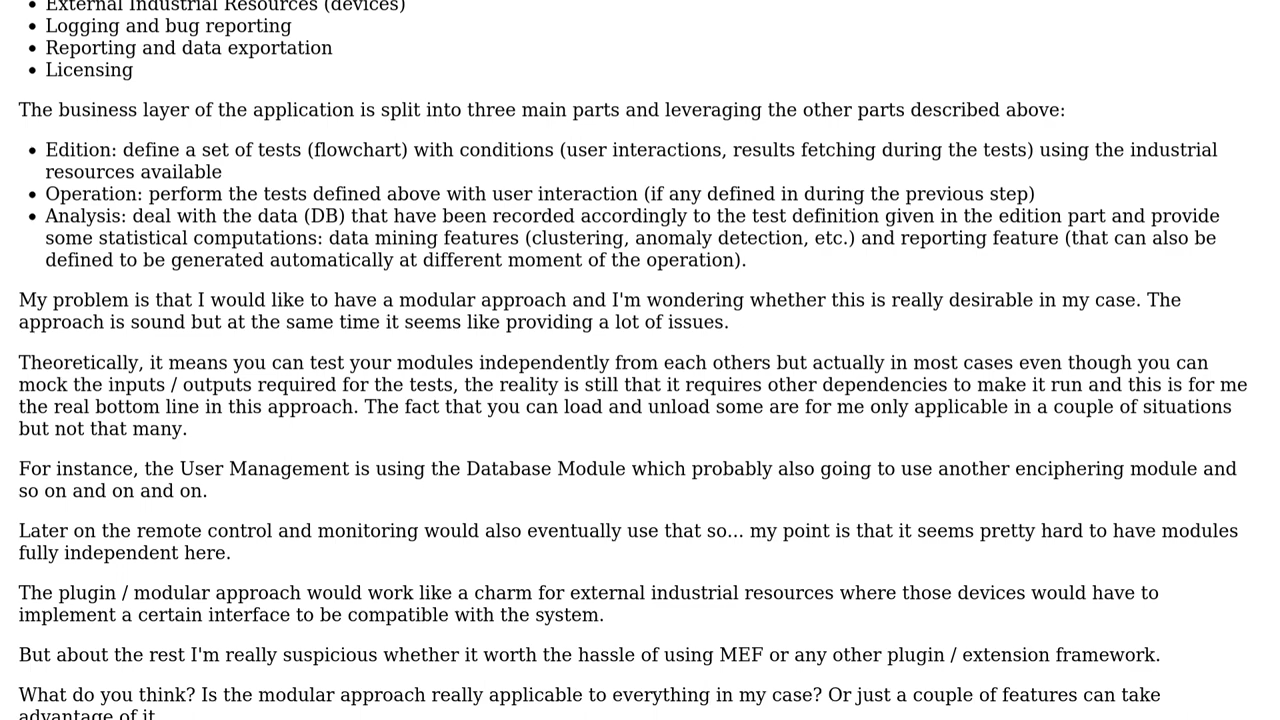 External Industrial Resources (devices)
Logging and bug reporting
Reporting and data exportation
Licensing
The business layer of the application is split into three main parts and leveraging the other parts described above:
Edition: define a set of tests (flowchart) with conditions (user interactions, results fetching during the tests) using the industrial
resources available
Operation: perform the tests defined above with user interaction (if any defined in during the previous step)
Analysis: deal with the data (DB) that have been recorded accordingly to the test definition given in the edition part and provide
some statistical computations: data mining features (clustering, anomaly detection, etc.) and reporting feature (that can also be
defined to be generated automatically at different moment of the operation).
My problem is that I would like to have a modular approach and I'm wondering whether this is really desirable in my case. The
approach is sound but at the same time it seems like providing a lot of issues.
Theoretically, it means you can test your modules independently from each others but actually in most cases even though you can
mock the inputs / outputs required for the tests, the reality is still that it requires other dependencies to make it run and this is for me
the real bottom line in this approach. The fact that you can load and unload some are for me only applicable in a couple of situations
but not that many.
For instance, the User Management is using the Database Module which probably also going to use another enciphering module and
so on and on and on.
Later on the remote control and monitoring would also eventually use that so... my point is that it seems pretty hard to have modules
fully independent here.
The plugin / modular approach would work like a charm for external industrial resources where those devices would have to
implement a certain interface to be compatible with the system.
But about the rest I'm really suspicious whether it worth the hassle of using MEF or any other plugin / extension framework.
What do you think? Is the modular approach really applicable to everything in my case? Or just a couple of features can take
advantage of it